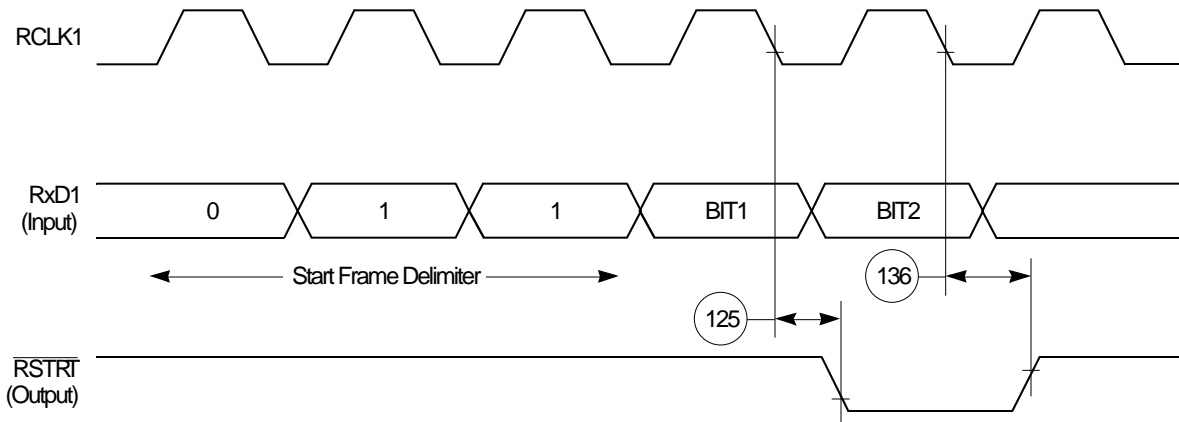 RCLK1
RxD1
(Input)
0
1
1
BIT1
BIT2
Start Frame Delimiter
136
125
RSTRT
(Output)